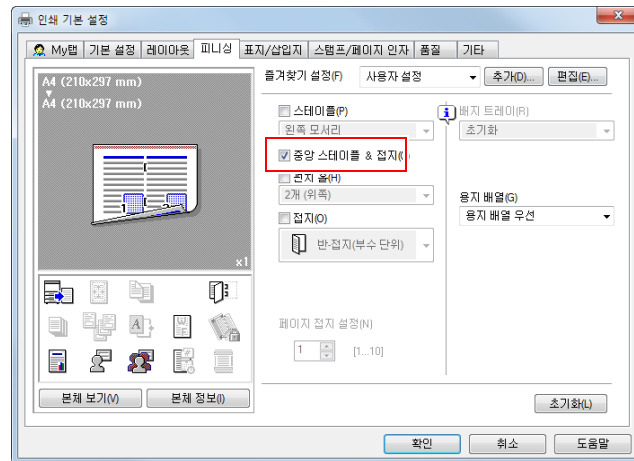 인쇄 기본 설정
My탭 기본 설정 레이아웃 피니싱 표지/삽입지 스탬프/페이지 인자 품질 기타
A4 (210x297 mm)
A4 (210x297 mm)
1 2
x1
즐겨찾기 설정(F) 사용자 설정 추가(D)... 편집(E)...
스테이플(P)
왼쪽 모서리
중앙 스테이플 & 접지(
펀치 홀(H)
2개 (위쪽)
접지(O)
반-접지(부수 단위)
페이지 접지 설정(N)
1 [1...10]
배지 트레이(R)
초기화
용지 배열(G)
용지 배열 우선
본체 보기(V) 본체 정보(I)
초기화(L)
확인 취소 도움말